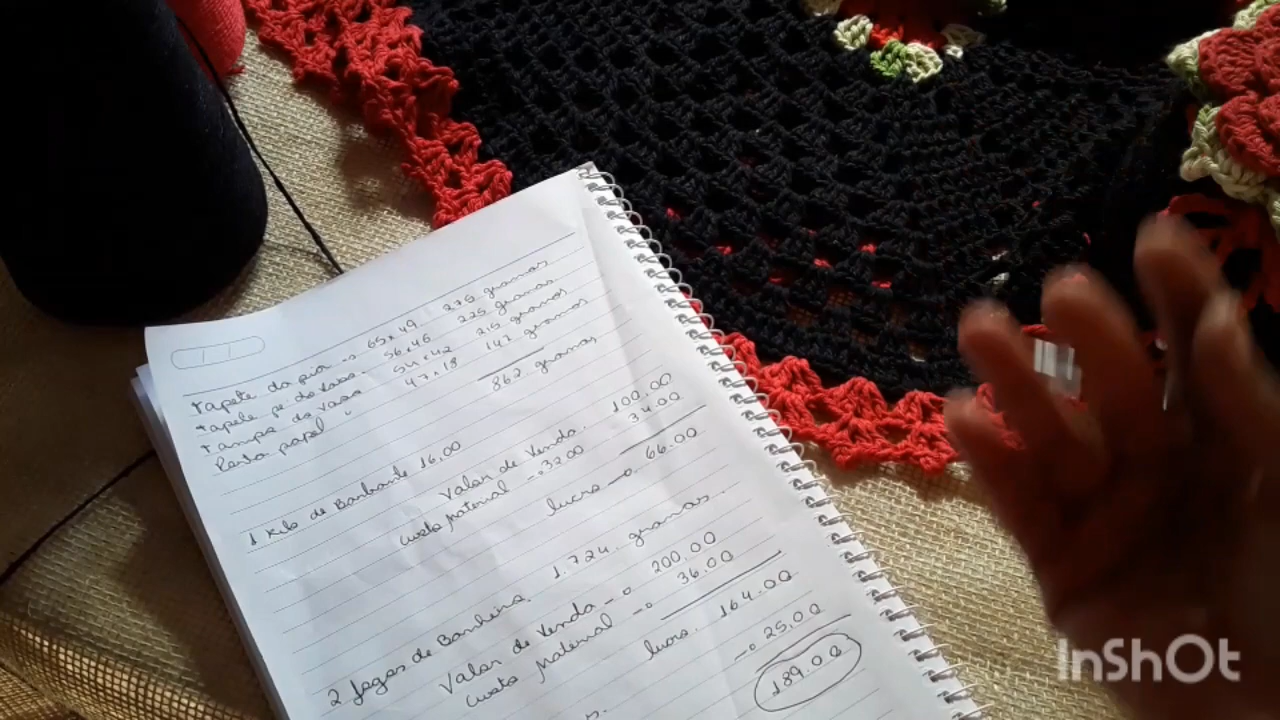 Tapete da pia → 65x49 275 gramas
Tapete pé do vaso. 56x46 225 gramas
Tampa do vaso 54x42 215 gramas
Porta papel " 47x18 147 gramas
862 gramas
1 Kilo de Barbante 16,00
Valor de Venda. 100.00
custo material → 32.00 34.00
lucro → 66.00
1.724. gramas.
2 Jogos de Banheiro.
Valor de Venda → 200.00
custo material → 36.00
lucro. 164.00
→ 25.00
189.00
InShOt